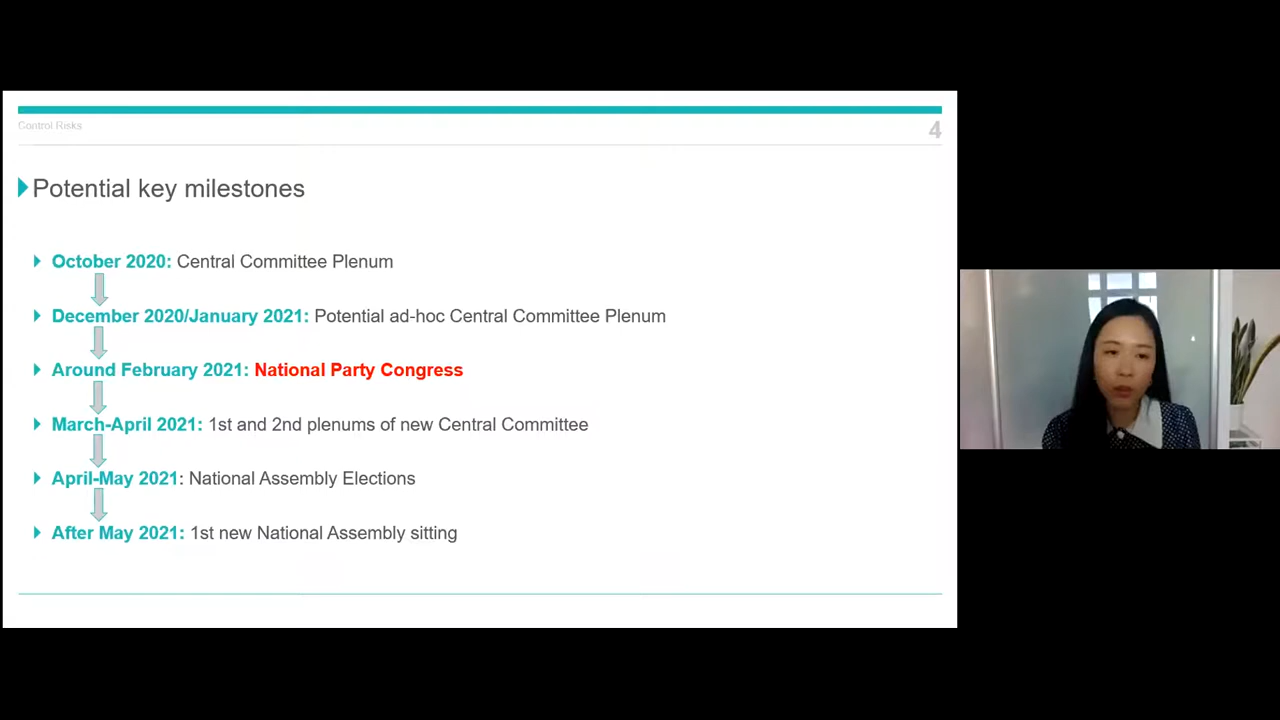 Control Risks
4
Potential key milestones
October 2020: Central Committee Plenum
December 2020/January 2021: Potential ad-hoc Central Committee Plenum
Around February 2021: National Party Congress
March-April 2021: 1st and 2nd plenums of new Central Committee
April-May 2021: National Assembly Elections
After May 2021: 1st new National Assembly sitting